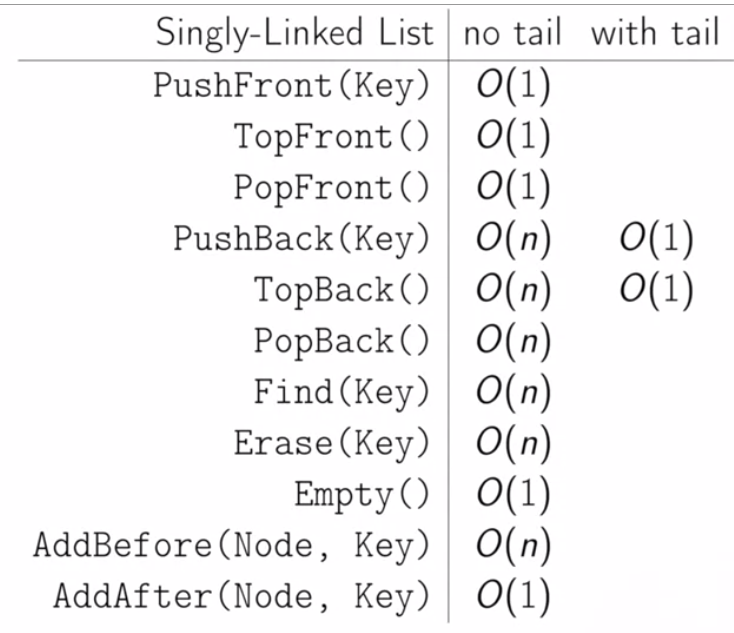 Singly-Linked List no tail with tail
PushFront(Key) O(1)
TopFront() O(1)
PopFront() O(1)
PushBack(Key) O(n) O(1)
TopBack() O(n) O(1)
PopBack() O(n)
Find(Key) O(n)
Erase(Key) O(n)
Empty() O(1)
AddBefore(Node, Key) O(n)
AddAfter(Node, Key) O(1)